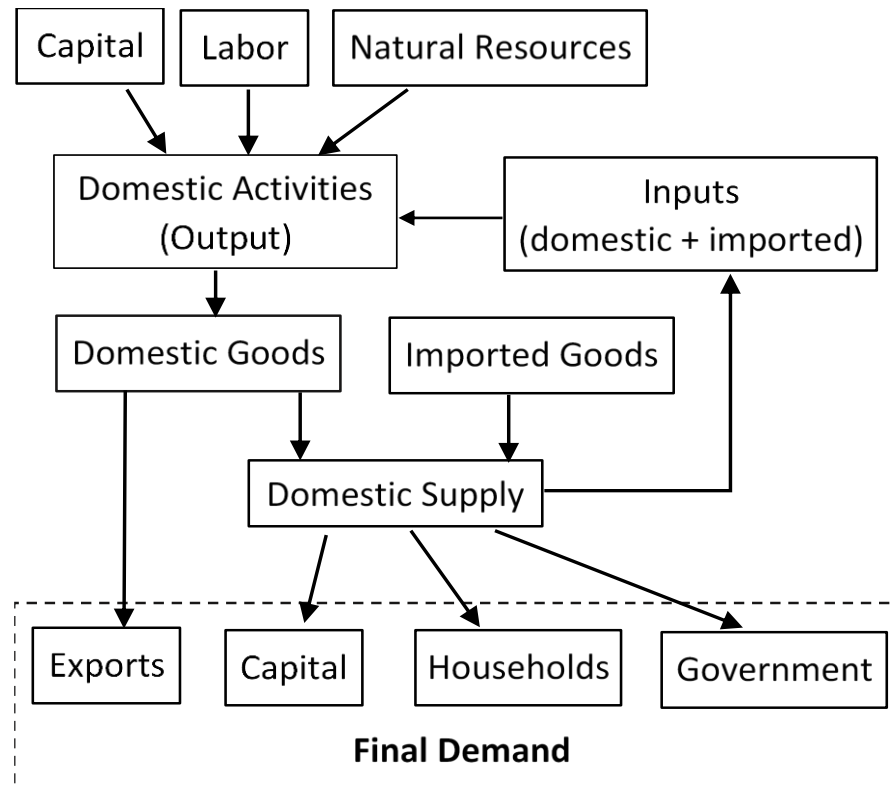 Capital
Labor
Natural Resources
Domestic Activities
(Output)
Inputs
(domestic + imported)
Domestic Goods
Imported Goods
Domestic Supply
Exports
Capital
Households
Government
Final Demand